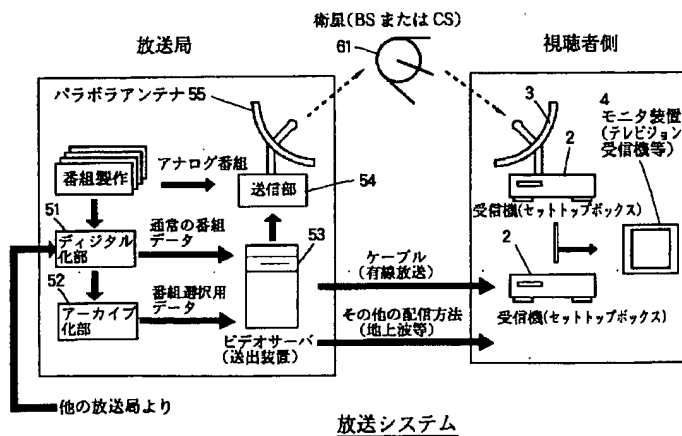 衛星(BSまたはCS)
61
放送局
視聴者側
パラボラアンテナ55
3
4
モニタ装置
(テレビジョン
受信機等)
2
番組製作
アナログ番組
送信部
54
受信機(セットトップボックス)
51
ディジタル
化部
通常の番組
データ
53
ケーブル
(有線放送)
2
52
アーカイブ
化部
番組選択用
データ
その他の配信方法
(地上波等)
受信機(セットトップボックス)
ビデオサーバ
(送出装置)
他の放送局より
放送システム